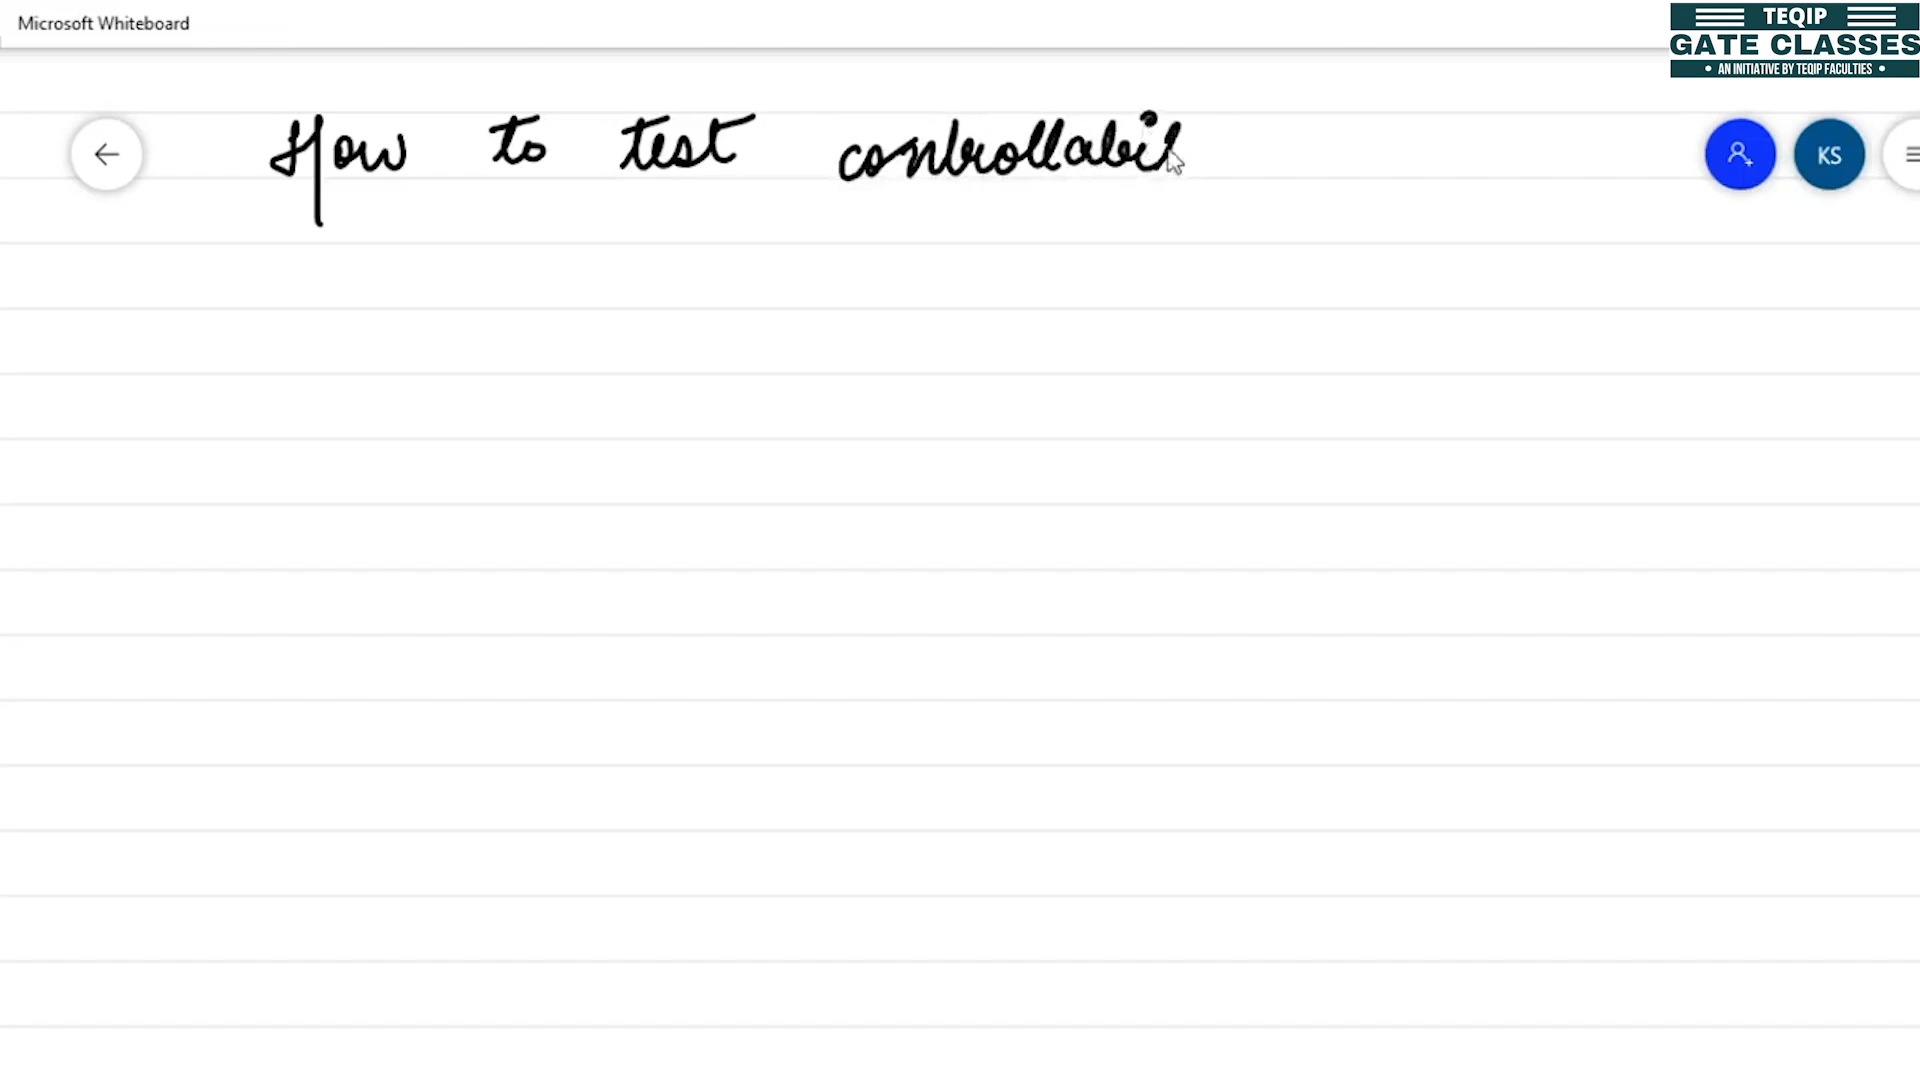 Microsoft Whiteboard
TEQIP
GATE CLASSES
• AN INITIATIVE BY TEQIP FACULTIES •
How to test controllabil
KS